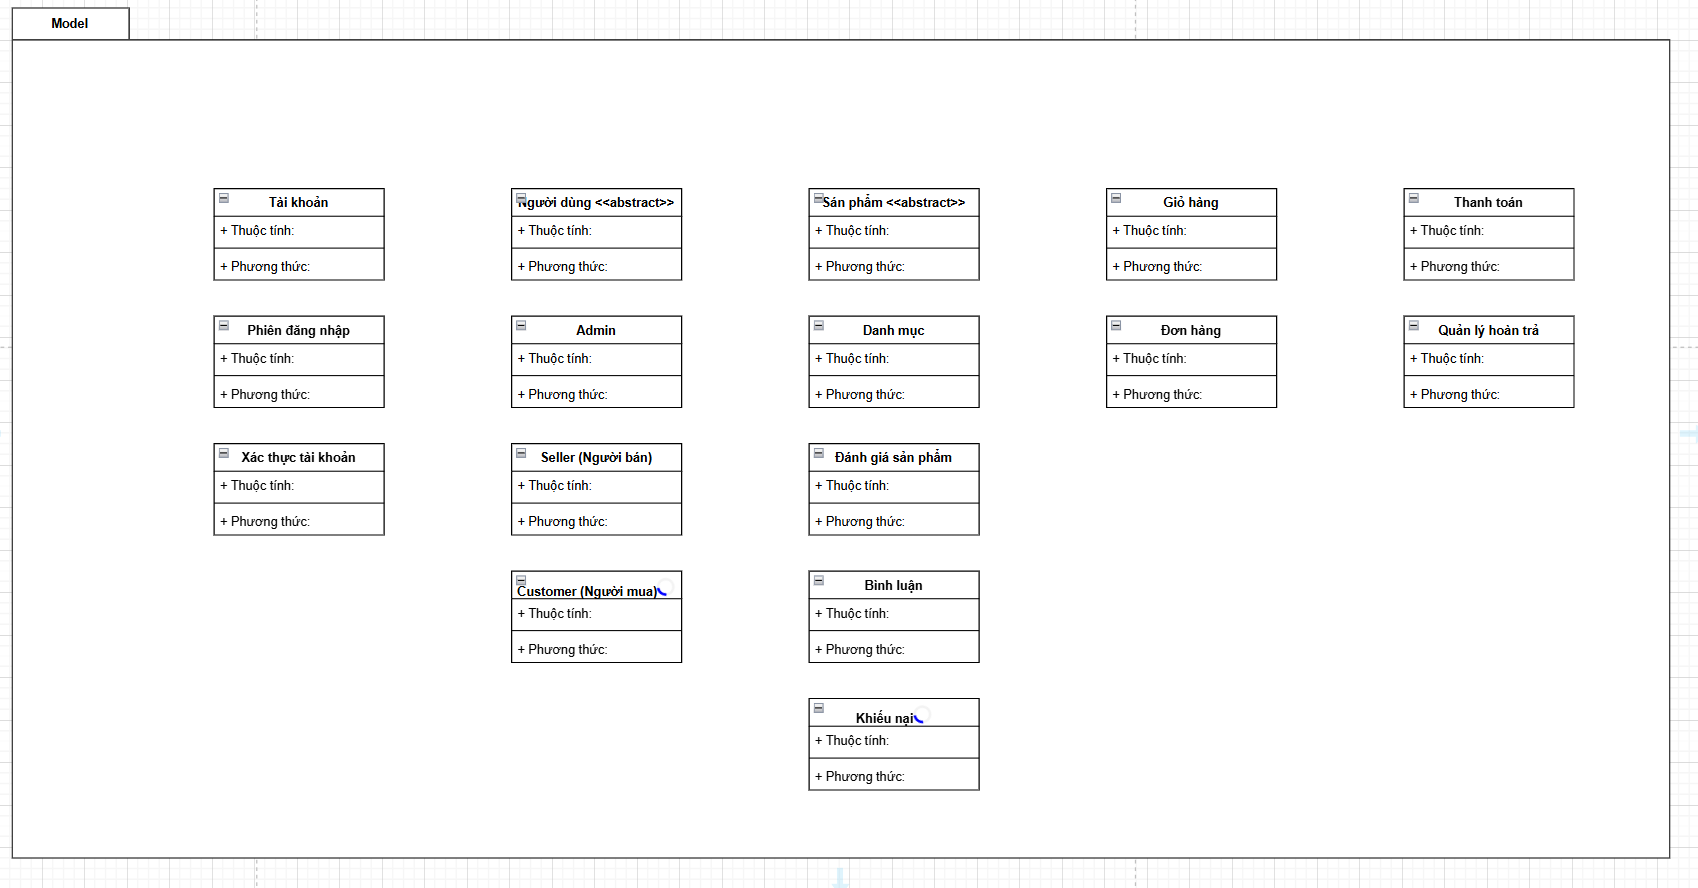 Model
Tài khoản
+ Thuộc tính:
+ Phương thức:
Người dùng <<abstract>>
+ Thuộc tính:
+ Phương thức:
Sản phẩm <<abstract>>
+ Thuộc tính:
+ Phương thức:
Giỏ hàng
+ Thuộc tính:
+ Phương thức:
Thanh toán
+ Thuộc tính:
+ Phương thức:
Phiên đăng nhập
+ Thuộc tính:
+ Phương thức:
Admin
+ Thuộc tính:
+ Phương thức:
Danh mục
+ Thuộc tính:
+ Phương thức:
Đơn hàng
+ Thuộc tính:
+ Phương thức:
Quản lý hoàn trả
+ Thuộc tính:
+ Phương thức:
Xác thực tài khoản
+ Thuộc tính:
+ Phương thức:
Seller (Người bán)
+ Thuộc tính:
+ Phương thức:
Đánh giá sản phẩm
+ Thuộc tính:
+ Phương thức:
Customer (Người mua)
+ Thuộc tính:
+ Phương thức:
Bình luận
+ Thuộc tính:
+ Phương thức:
Khiếu nại
+ Thuộc tính:
+ Phương thức: